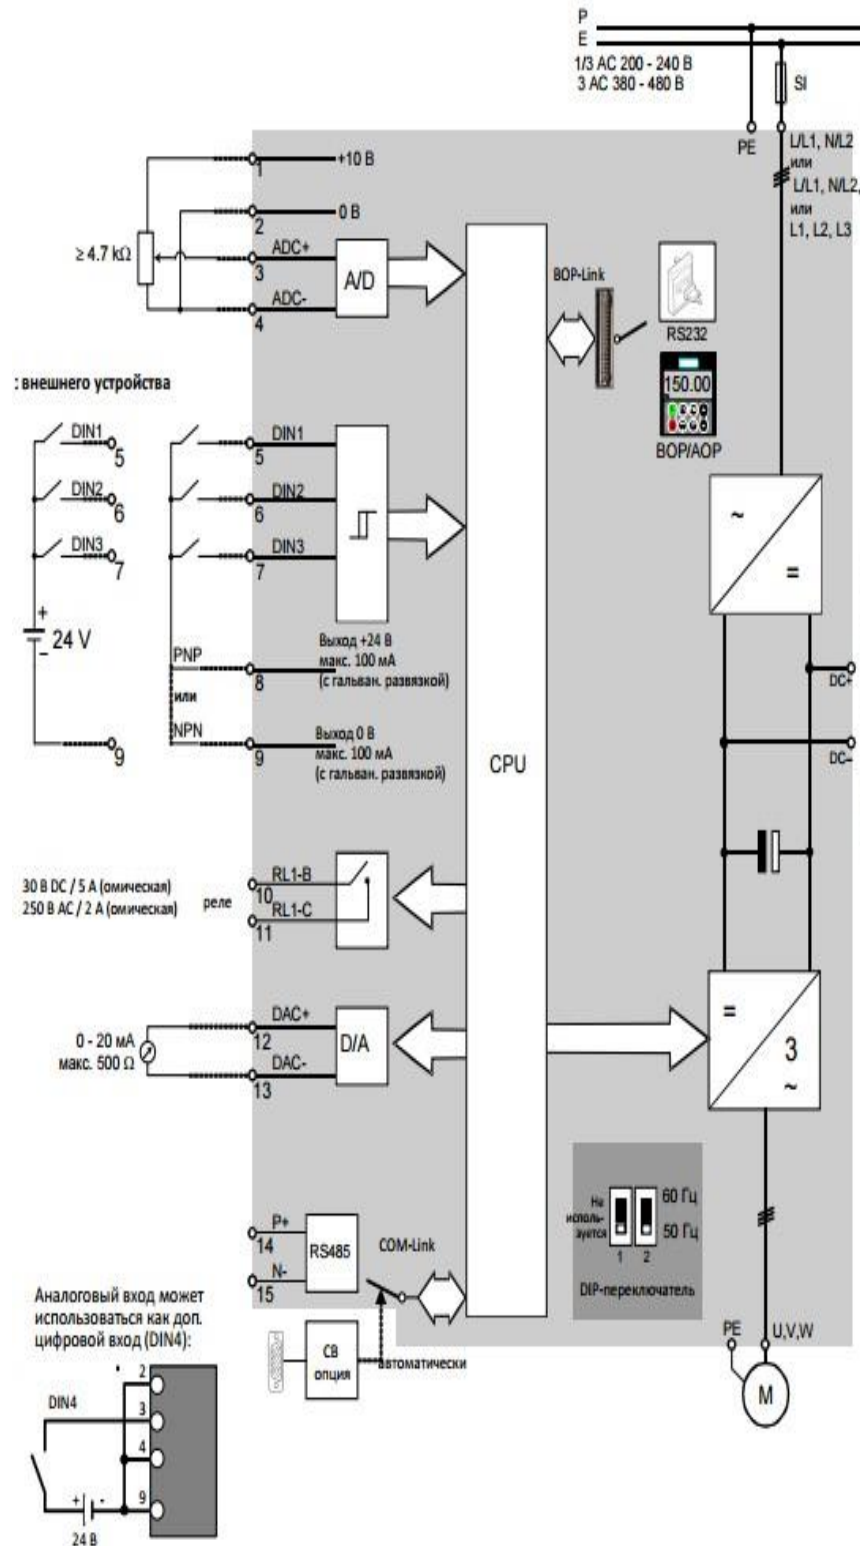 P
E
1/3 AC 200 - 240 В
3 AC 380 - 480 В
SI
PE
L/L1, N/L2
или
L/L1, N/L2,
или
L1, L2, L3
1
+10 В
2
0 В
≥ 4.7 kΩ
ADC+
3
ADC-
4
A/D
BOP-Link
RS232
150.00
BOP/AOP
: внешнего устройства
DIN1
5
DIN2
6
DIN3
7
+
24 V
−
9
DIN1
5
DIN2
6
DIN3
7
PNP
8
или
NPN
9
Выход +24 В
макс. 100 мА
(с гальван. развязкой)
Выход 0 В
макс. 100 мА
(с гальван. развязкой)
CPU
~
=
DC+
DC–
30 В DC / 5 А (омическая)
250 В AC / 2 А (омическая)
реле
RL1-B
10
RL1-C
11
0 - 20 мА
макс. 500 Ω
DAC+
12
DAC-
13
D/A
=
3
~
P+
14
N-
15
RS485
COM-Link
Не
исполь-
зуется
60 Гц
50 Гц
1 2
DIP-переключатель
СВ
опция
автоматически
PE
U,V,W
M
Аналоговый вход может
использоваться как доп.
цифровой вход (DIN4):
DIN4
2
3
4
9
+ -
24 В